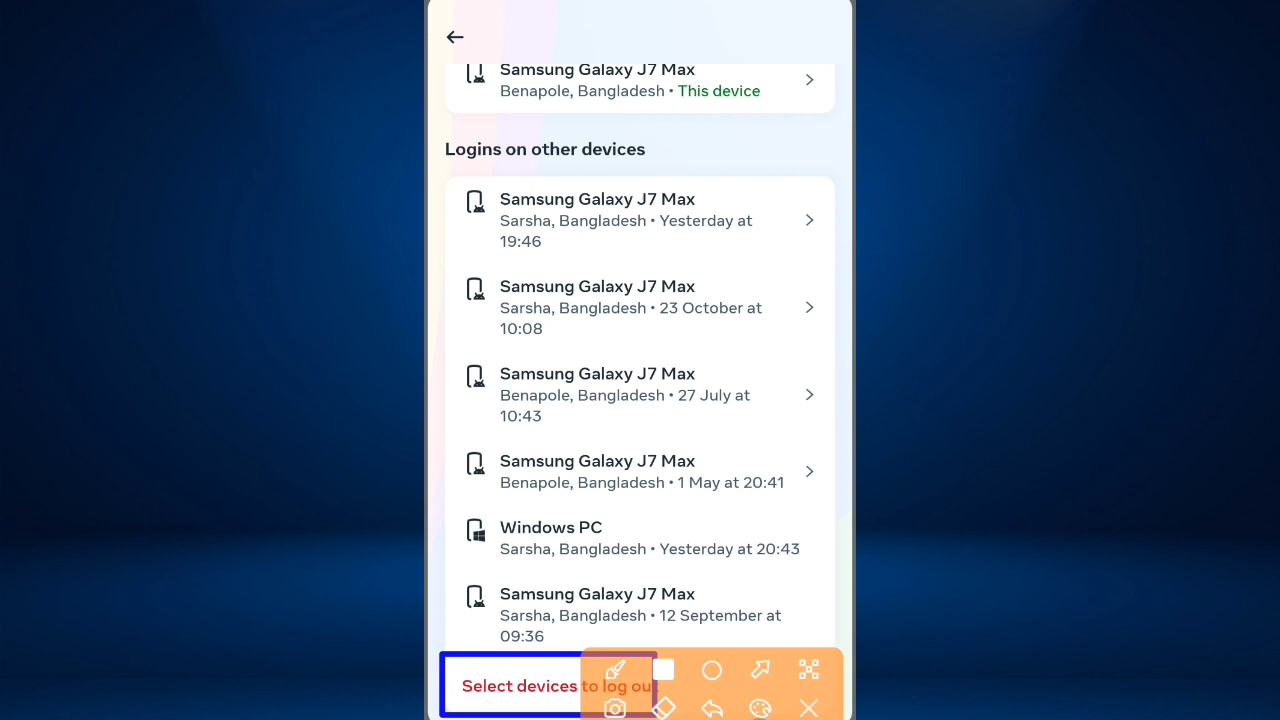 Samsung Galaxy J7 Max
Benapole, Bangladesh • This device
Logins on other devices
Samsung Galaxy J7 Max
Sarsha, Bangladesh • Yesterday at
19:46
Samsung Galaxy J7 Max
Sarsha, Bangladesh • 23 October at
10:08
Samsung Galaxy J7 Max
Benapole, Bangladesh • 27 July at
10:43
Samsung Galaxy J7 Max
Benapole, Bangladesh • 1 May at 20:41
Windows PC
Sarsha, Bangladesh • Yesterday at 20:43
Samsung Galaxy J7 Max
Sarsha, Bangladesh • 12 September at
09:36
Select devices to log out